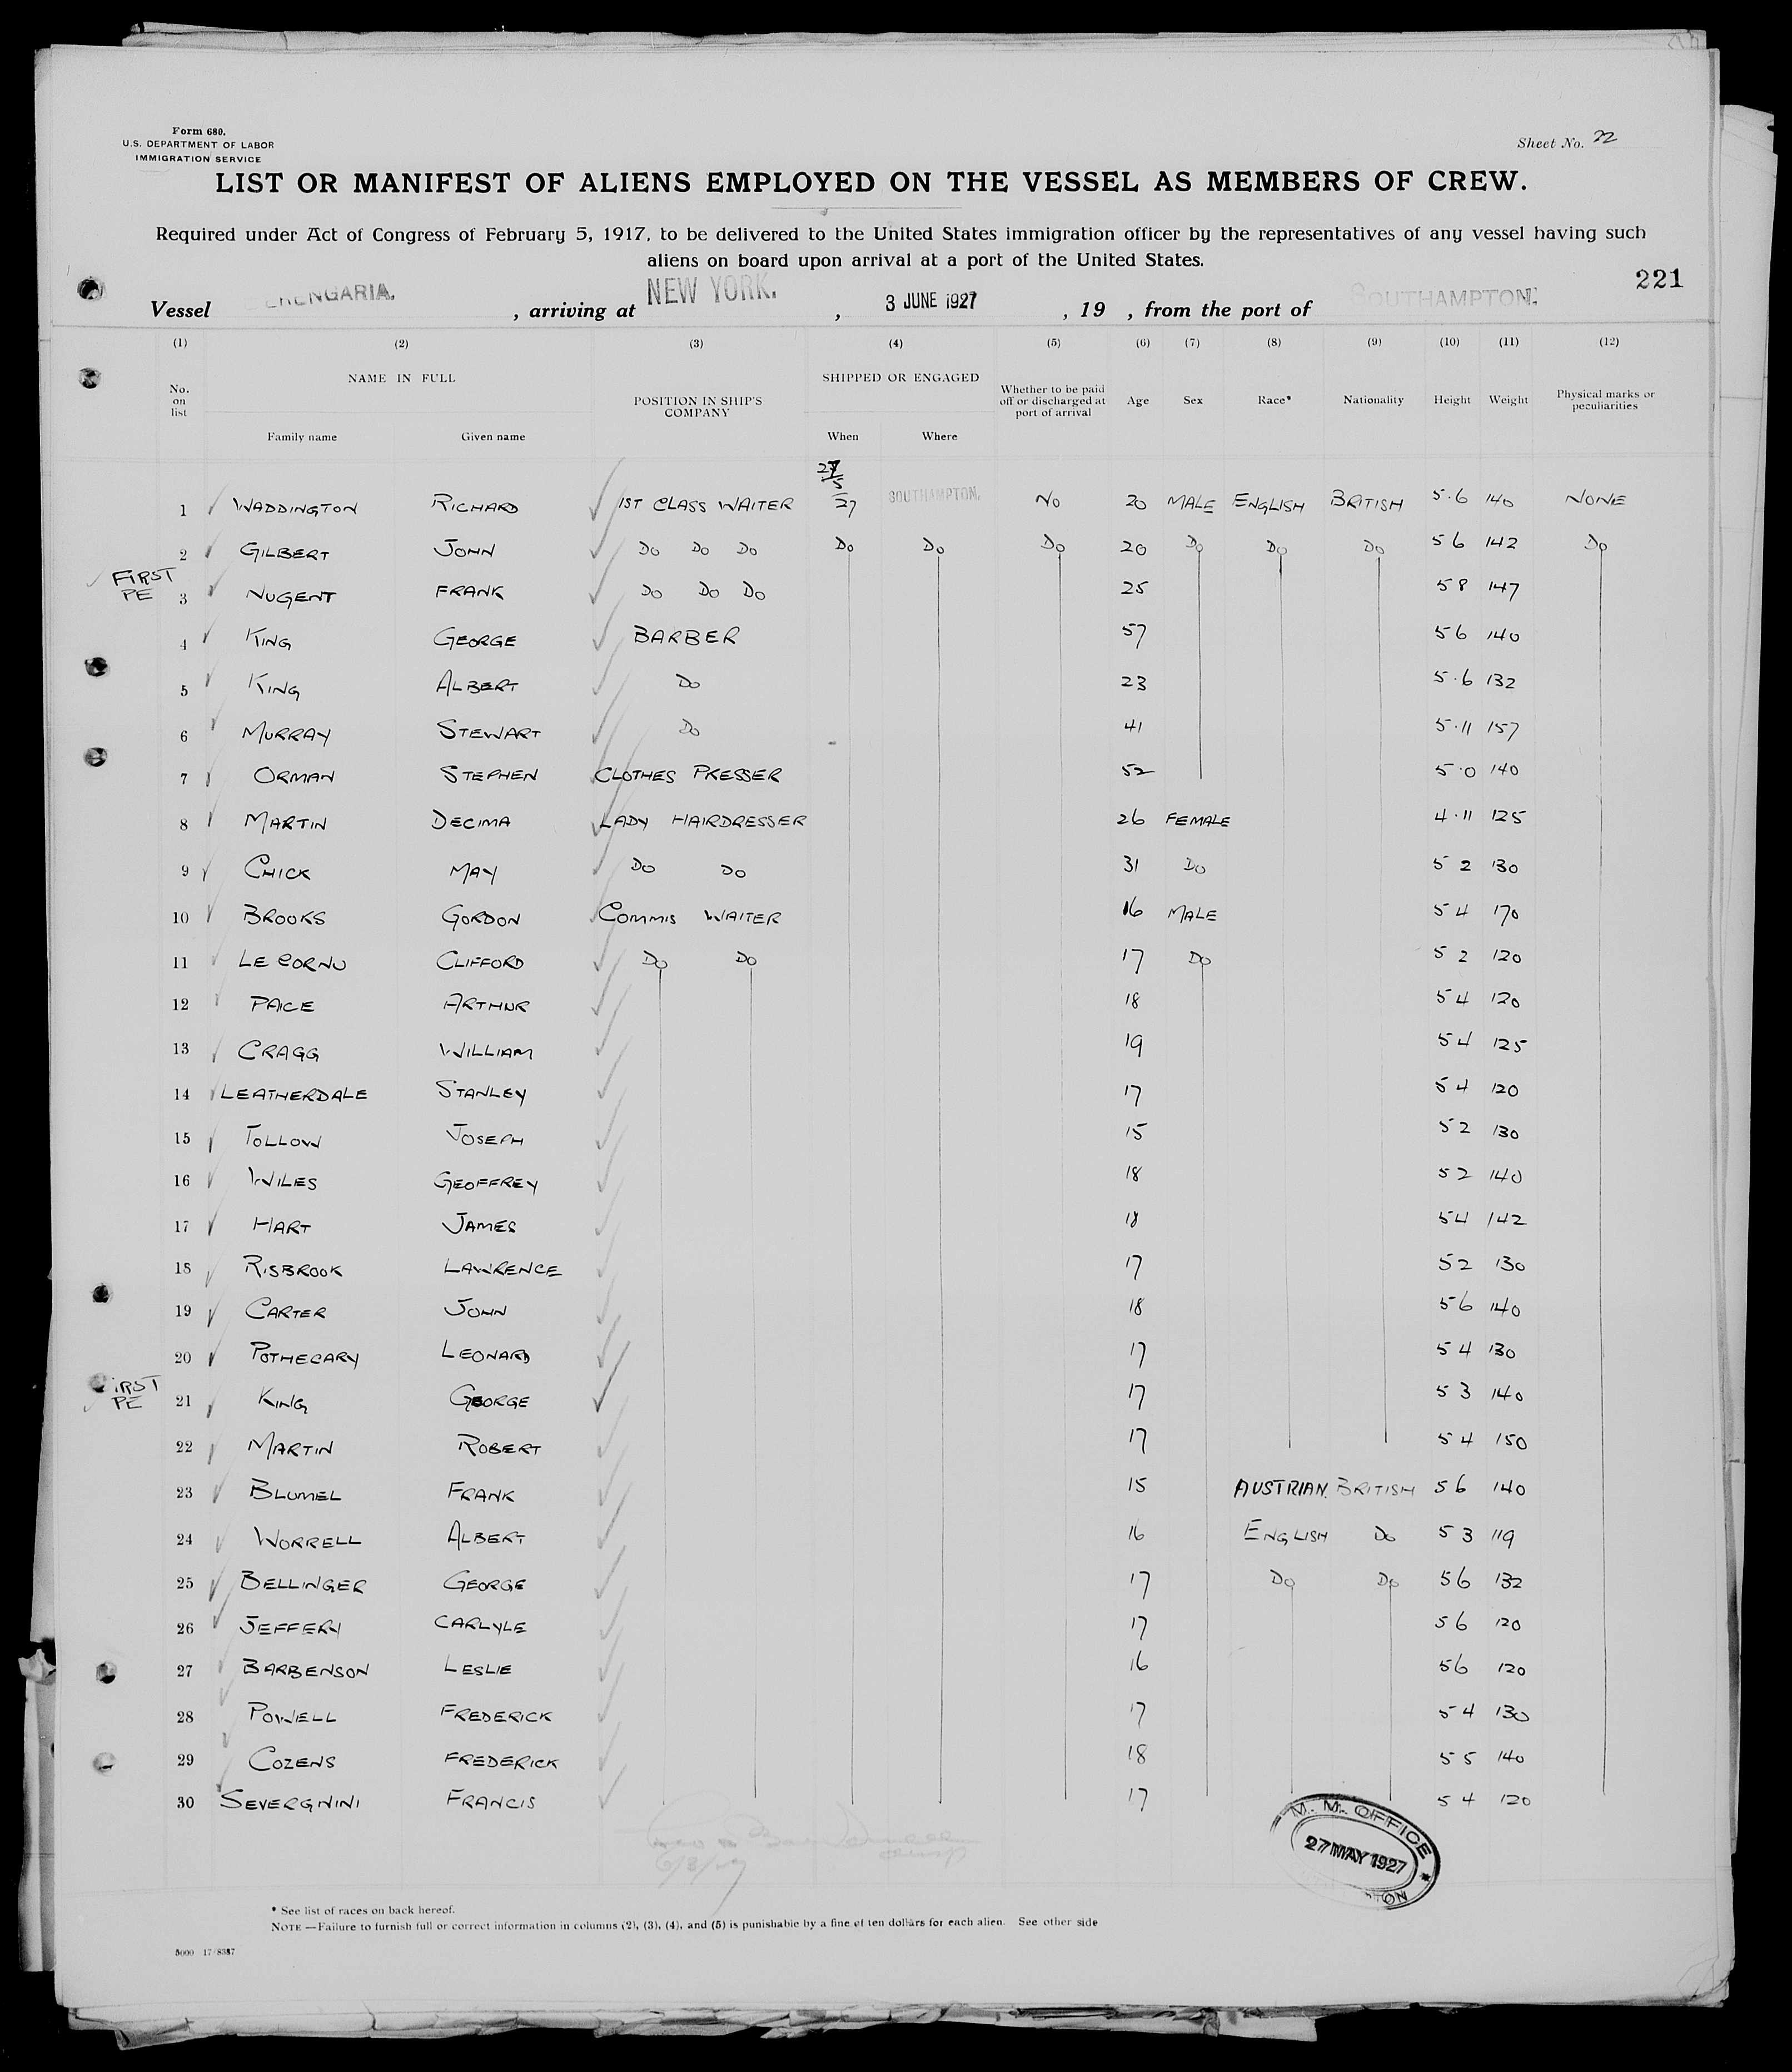 Form 680.
U.S. DEPARTMENT OF LABOR
IMMIGRATION SERVICE
Sheet No. 22
LIST OR MANIFEST OF ALIENS EMPLOYED ON THE VESSEL AS MEMBERS OF CREW.
Required under Act of Congress of February 5, 1917, to be delivered to the United States immigration officer by the representatives of any vessel having such
aliens on board upon arrival at a port of the United States.
221
Vessel BERENGARIA. , arriving at NEW YORK. , 3 JUNE 1927 , 19 , from the port of SOUTHAMPTON.
(1) (2) (3) (4) (5) (6) (7) (8) (9) (10) (11) (12)
No. on list NAME IN FULL Family name Given name POSITION IN SHIP'S COMPANY SHIPPED OR ENGAGED When Where Whether to be paid off or discharged at port of arrival Age Sex Race* Nationality Height Weight Physical marks or peculiarities
1 WADDINGTON RICHARD 1ST CLASS WAITER 27/5/27 SOUTHAMPTON. NO 20 MALE ENGLISH BRITISH 5.6 140 NONE
2 GILBERT JOHN DO DO DO DO DO DO 20 DO DO DO 5 6 142 DO
FIRST PE
3 NUGENT FRANK DO DO DO 25 5 8 147
4 KING GEORGE BARBER 57 5 6 140
5 KING ALBERT DO 23 5.6 132
6 MURRAY STEWART DO 41 5.11 157
7 ORMAN STEPHEN CLOTHES PRESSER 52 5.0 140
8 MARTIN DECIMA LADY HAIRDRESSER 26 FEMALE 4.11 125
9 CHICK MAY DO DO 31 DO 5 2 130
10 BROOKS GORDON COMMIS WAITER 16 MALE 5 4 170
11 LE CORNU CLIFFORD DO DO 17 DO 5 2 120
12 PAICE ARTHUR 18 5 4 120
13 CRAGG WILLIAM 19 5 4 125
14 LEATHERDALE STANLEY 17 5 4 120
15 TOLLOW JOSEPH 15 5 2 130
16 WILES GEOFFREY 18 5 2 140
17 HART JAMES 18 5 4 142
18 RISBROOK LAWRENCE 17 5 2 130
19 CARTER JOHN 18 5 6 140
20 POTHECARY LEONARD 17 5 4 130
FIRST PE
21 KING GEORGE 17 5 3 140
22 MARTIN ROBERT 17 5 4 150
23 BLUMEL FRANK 15 AUSTRIAN. BRITISH 5 6 140
24 WORRELL ALBERT 16 ENGLISH DO 5 3 119
25 BELLINGER GEORGE 17 DO DO 5 6 132
26 JEFFERY CARLYLE 17 5 6 120
27 BARBENSON LESLIE 16 5 6 120
28 POWELL FREDERICK 17 5 4 130
29 COZENS FREDERICK 18 5 5 140
30 SEVERGNINI FRANCIS 17 5 4 120
M. M. OFFICE
27 MAY 1927
* See list of races on back hereof.
NOTE—Failure to furnish full or correct information in columns (2), (3), (4), and (5) is punishable by a fine of ten dollars for each alien. See other side
5000 17/8387